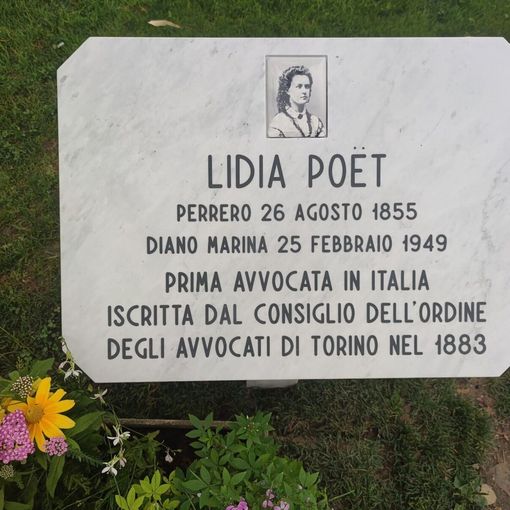 LIDIA POËT
PERRERO 26 AGOSTO 1855
DIANO MARINA 25 FEBBRAIO 1949
PRIMA AVVOCATA IN ITALIA
ISCRITTA DAL CONSIGLIO DELL'ORDINE
DEGLI AVVOCATI DI TORINO NEL 1883